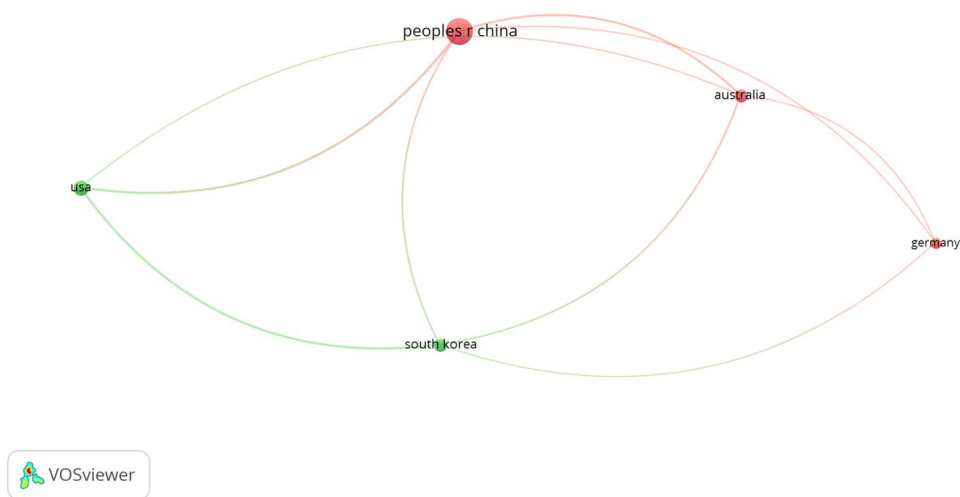 peoples r china
australia
usa
germany
south korea
VOSviewer